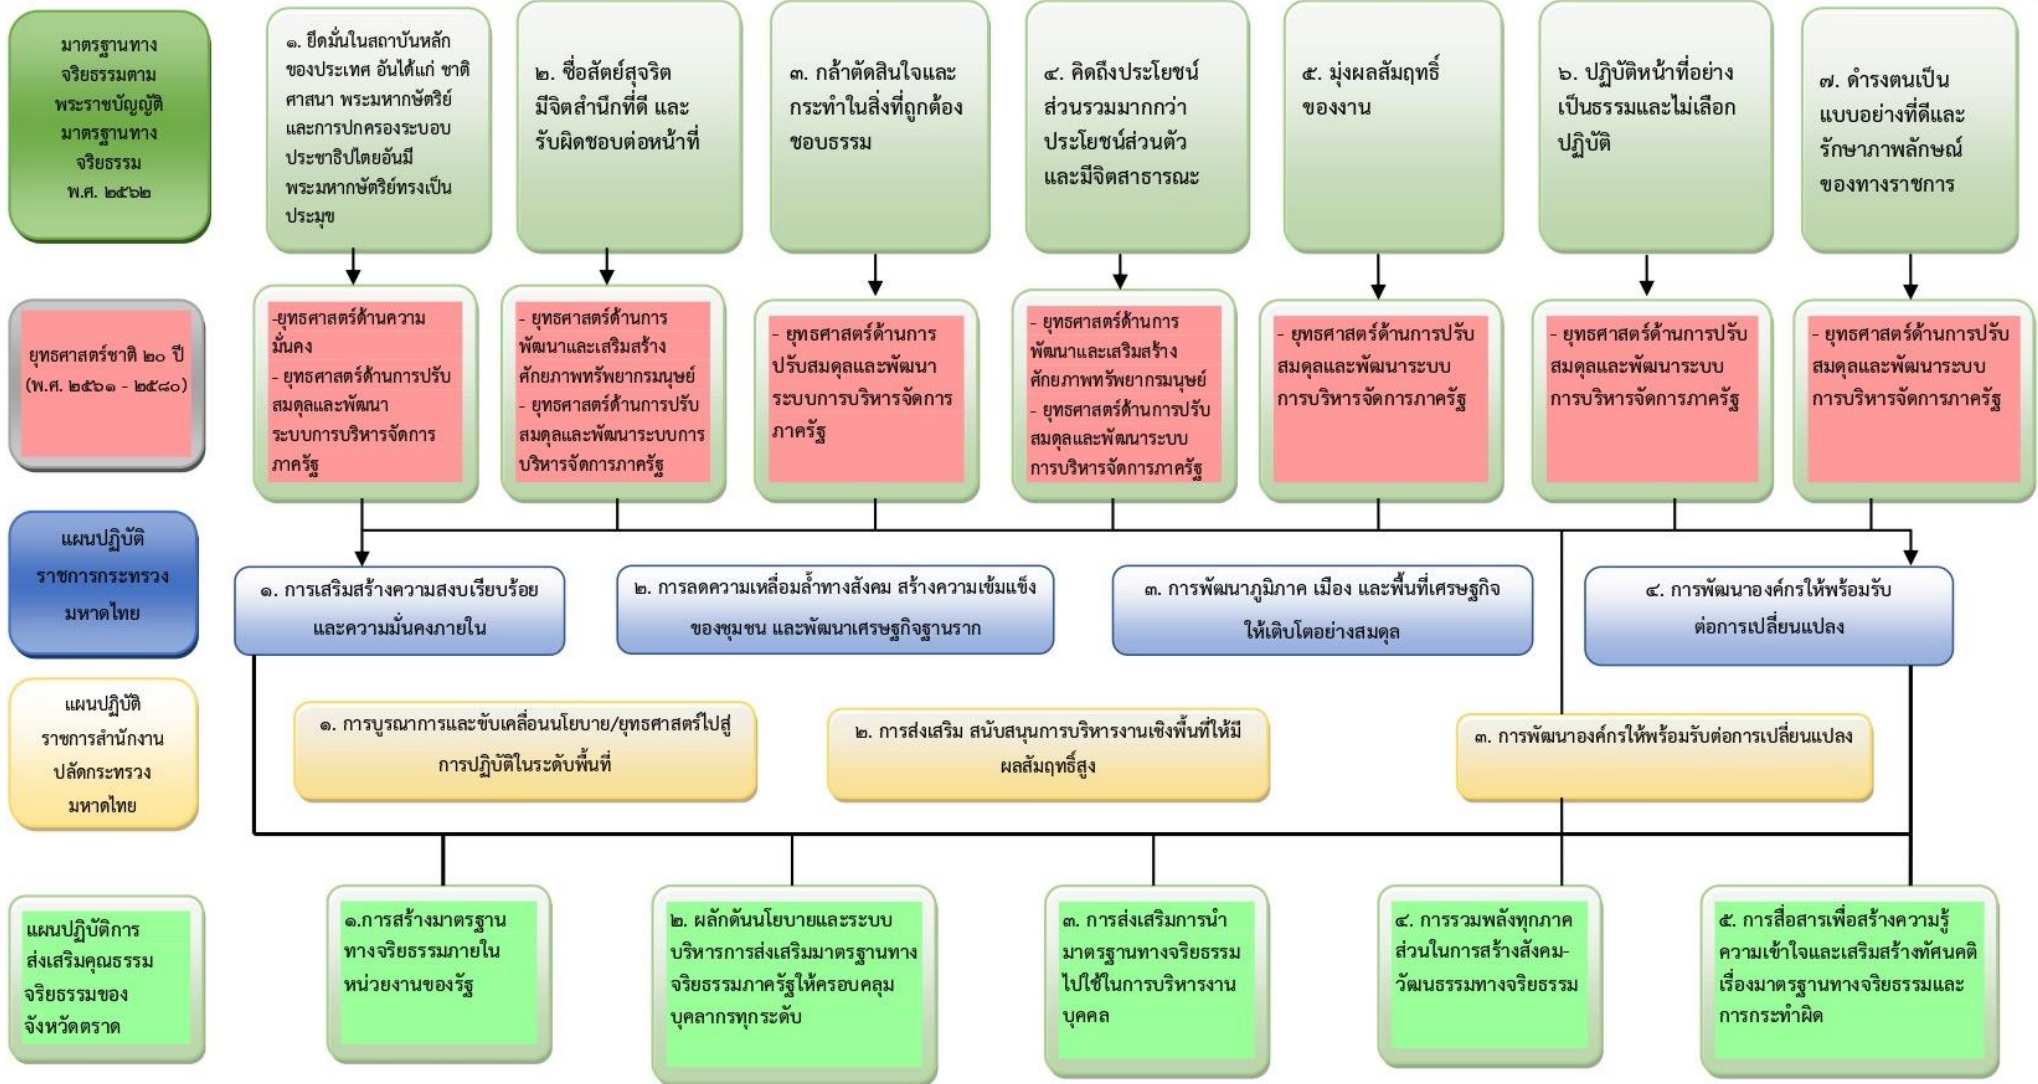 มาตรฐานทาง
จริยธรรมตาม
พระราชบัญญัติ
มาตรฐานทาง
จริยธรรม
พ.ศ. ๒๕๖๒
๑. ยึดมั่นในสถาบันหลัก
ของประเทศ อันได้แก่ ชาติ
ศาสนา พระมหากษัตริย์
และการปกครองระบอบ
ประชาธิปไตยอันมี
พระมหากษัตริย์ทรงเป็น
ประมุข
๒. ซื่อสัตย์สุจริต
มีจิตสำนึกที่ดี และ
รับผิดชอบต่อหน้าที่
๓. กล้าตัดสินใจและ
กระทำในสิ่งที่ถูกต้อง
ชอบธรรม
๔. คิดถึงประโยชน์
ส่วนรวมมากกว่า
ประโยชน์ส่วนตัว
และมีจิตสาธารณะ
๕. มุ่งผลสัมฤทธิ์
ของงาน
๖. ปฏิบัติหน้าที่อย่าง
เป็นธรรมและไม่เลือก
ปฏิบัติ
๗. ดำรงตนเป็น
แบบอย่างที่ดีและ
รักษาภาพลักษณ์
ของทางราชการ
ยุทธศาสตร์ชาติ ๒๐ ปี
(พ.ศ. ๒๕๖๑ - ๒๕๘๐)
-ยุทธศาสตร์ด้านความ
มั่นคง
- ยุทธศาสตร์ด้านการปรับ
สมดุลและพัฒนา
ระบบการบริหารจัดการ
ภาครัฐ
- ยุทธศาสตร์ด้านการ
พัฒนาและเสริมสร้าง
ศักยภาพทรัพยากรมนุษย์
- ยุทธศาสตร์ด้านการปรับ
สมดุลและพัฒนาระบบการ
บริหารจัดการภาครัฐ
- ยุทธศาสตร์ด้านการ
ปรับสมดุลและพัฒนา
ระบบการบริหารจัดการ
ภาครัฐ
- ยุทธศาสตร์ด้านการ
พัฒนาและเสริมสร้าง
ศักยภาพทรัพยากรมนุษย์
- ยุทธศาสตร์ด้านการปรับ
สมดุลและพัฒนาระบบ
การบริหารจัดการภาครัฐ
- ยุทธศาสตร์ด้านการปรับ
สมดุลและพัฒนาระบบ
การบริหารจัดการภาครัฐ
- ยุทธศาสตร์ด้านการปรับ
สมดุลและพัฒนาระบบ
การบริหารจัดการภาครัฐ
- ยุทธศาสตร์ด้านการปรับ
สมดุลและพัฒนาระบบ
การบริหารจัดการภาครัฐ
แผนปฏิบัติ
ราชการกระทรวง
มหาดไทย
๑. การเสริมสร้างความสงบเรียบร้อย
และความมั่นคงภายใน
๒. การลดความเหลื่อมล้ำทางสังคม สร้างความเข้มแข็ง
ของชุมชน และพัฒนาเศรษฐกิจฐานราก
๓. การพัฒนาภูมิภาค เมือง และพื้นที่เศรษฐกิจ
ให้เติบโตอย่างสมดุล
๔. การพัฒนาองค์กรให้พร้อมรับ
ต่อการเปลี่ยนแปลง
แผนปฏิบัติ
ราชการสำนักงาน
ปลัดกระทรวง
มหาดไทย
๑. การบูรณาการและขับเคลื่อนนโยบาย/ยุทธศาสตร์ไปสู่
การปฏิบัติในระดับพื้นที่
๒. การส่งเสริม สนับสนุนการบริหารงานเชิงพื้นที่ให้มี
ผลสัมฤทธิ์สูง
๓. การพัฒนาองค์กรให้พร้อมรับต่อการเปลี่ยนแปลง
แผนปฏิบัติการ
ส่งเสริมคุณธรรม
จริยธรรมของ
จังหวัดตราด
๑.การสร้างมาตรฐาน
ทางจริยธรรมภายใน
หน่วยงานของรัฐ
๒. ผลักดันนโยบายและระบบ
บริหารการส่งเสริมมาตรฐานทาง
จริยธรรมภาครัฐให้ครอบคลุม
บุคลากรทุกระดับ
๓. การส่งเสริมการนำ
มาตรฐานทางจริยธรรม
ไปใช้ในการบริหารงาน
บุคคล
๔. การรวมพลังทุกภาค
ส่วนในการสร้างสังคม-
วัฒนธรรมทางจริยธรรม
๕. การสื่อสารเพื่อสร้างความรู้
ความเข้าใจและเสริมสร้างทัศนคติ
เรื่องมาตรฐานทางจริยธรรมและ
การกระทำผิด